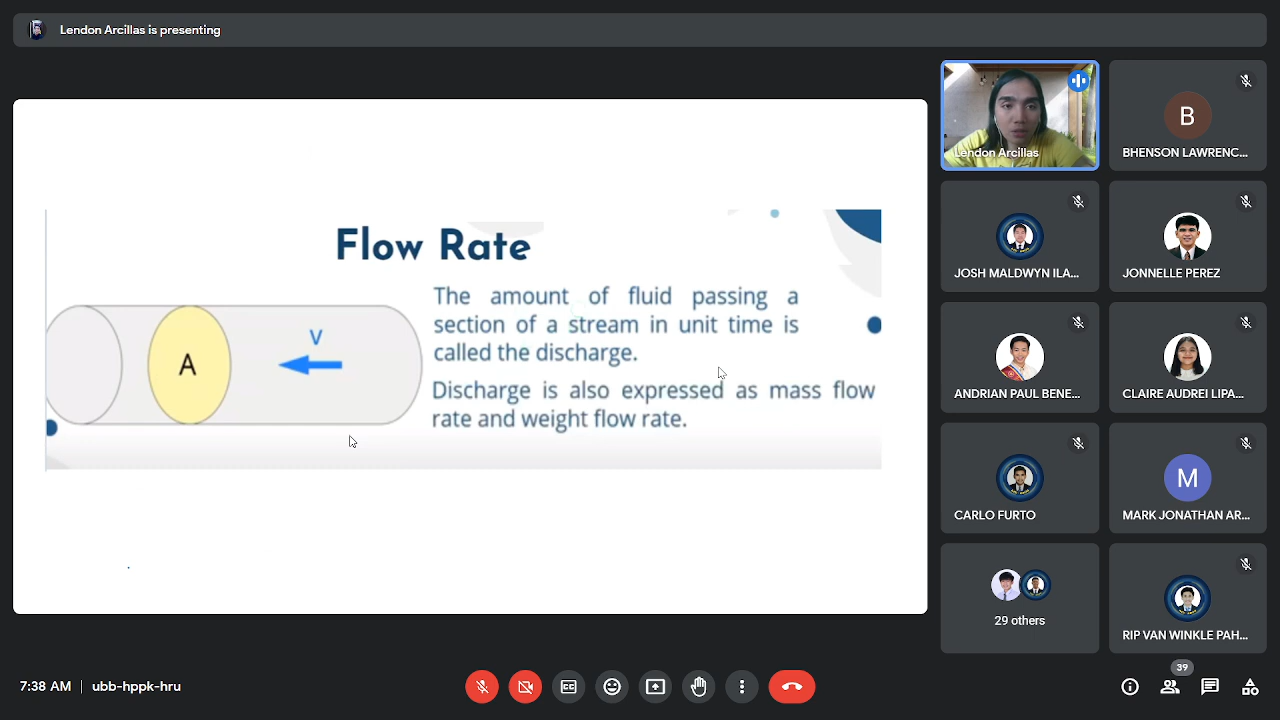 Lendon Arcillas is presenting
Flow Rate
The amount of fluid passing a
section of a stream in unit time is
called the discharge.
Discharge is also expressed as mass flow
rate and weight flow rate.
A
v
Lendon Arcillas
B
BHENSON LAWRENC...
JOSH MALDWYN ILA...
JONNELLE PEREZ
ANDRIAN PAUL BENE...
CLAIRE AUDREI LIPA...
CARLO FURTO
M
MARK JONATHAN AR...
29 others
RIP VAN WINKLE PAH...
7:38 AM
ubb-hppk-hru
39